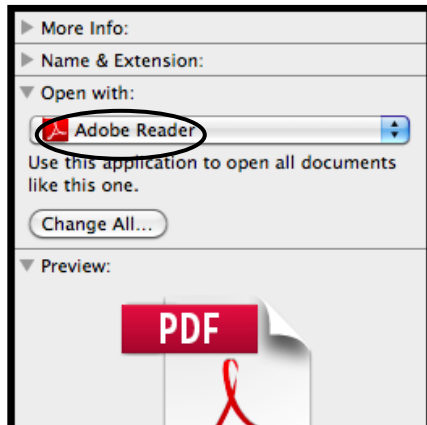 More Info:
Name & Extension:
Open with:
Adobe Reader
Use this application to open all documents
like this one.
Change All...
Preview:
PDF